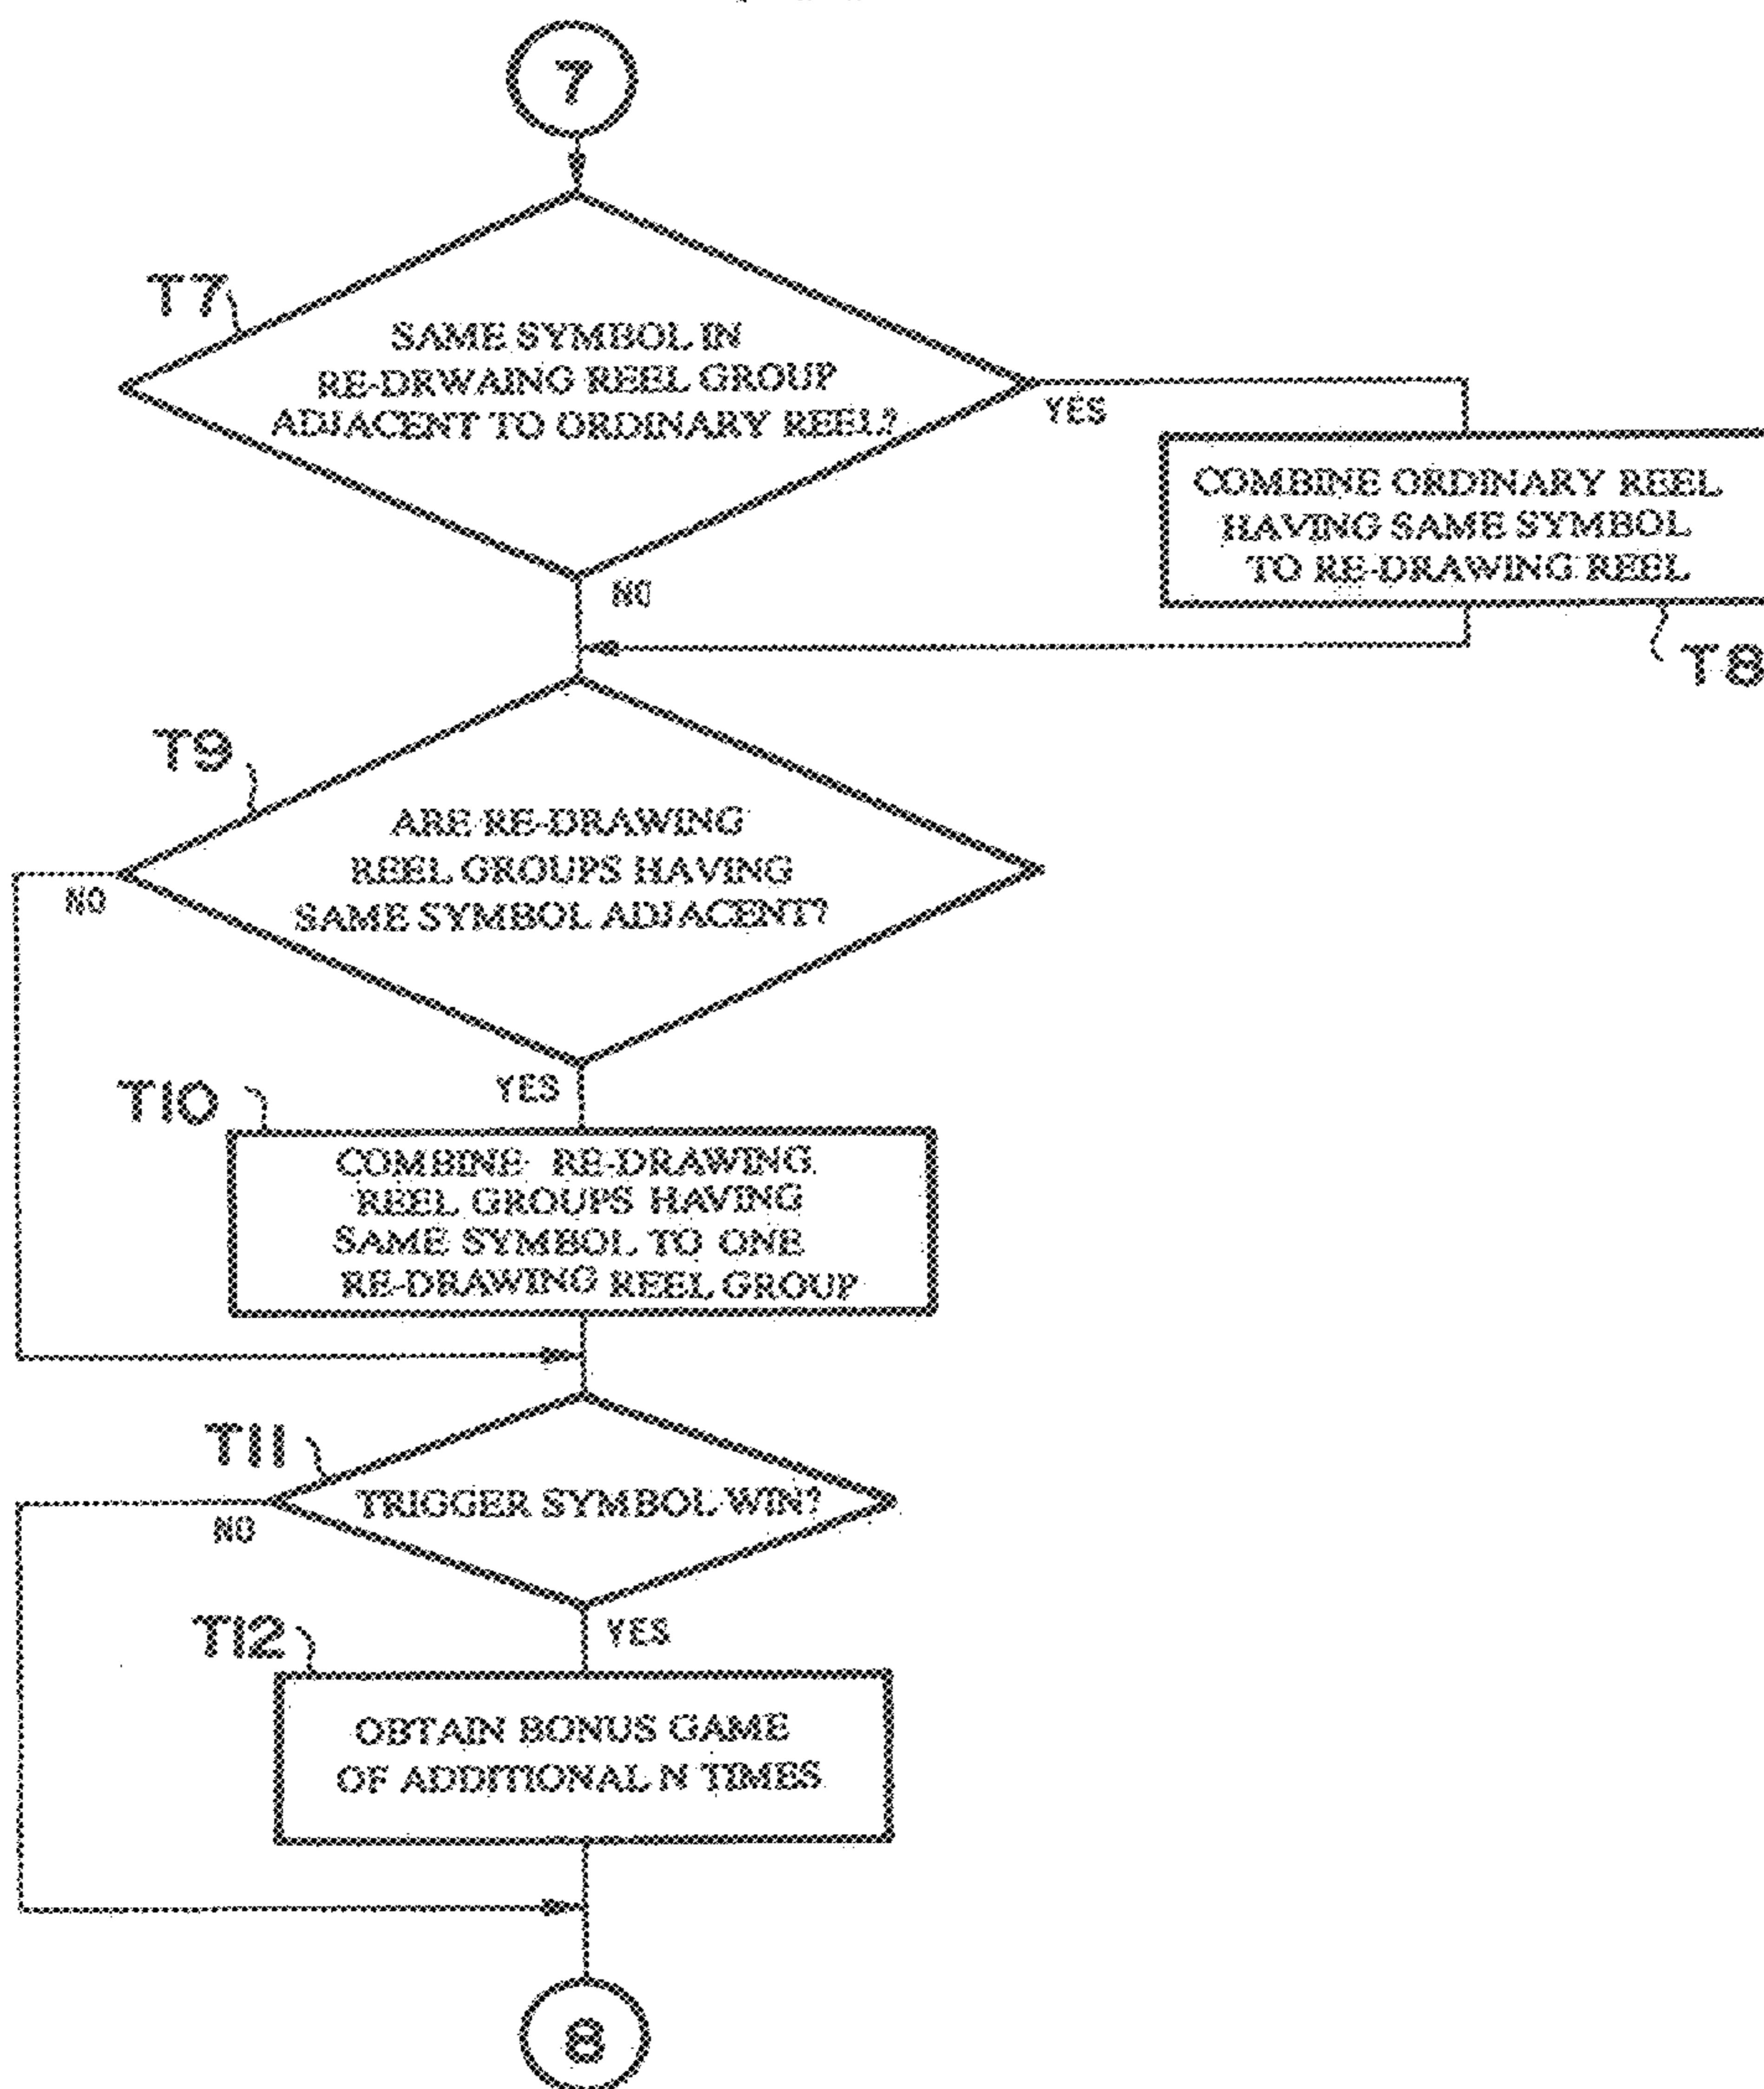 7
T7
SAME SYMBOL IN
RE-DRWAING REEL GROUP
ADJACENT TO ORDINARY REEL?
YES
COMBINE ORDINARY REEL
HAVING SAME SYMBOL
TO RE-DRAWING REEL
NO
T8
T9
ARE RE-DRAWING
REEL GROUPS HAVING
SAME SYMBOL ADJACENT?
NO
YES
T10
COMBINE RE-DRAWING
REEL GROUPS HAVING
SAME SYMBOL TO ONE
RE-DRAWING REEL GROUP
T11
TRIGGER SYMBOL WIN?
NO
YES
T12
OBTAIN BONUS GAME
OF ADDITIONAL N TIMES
8